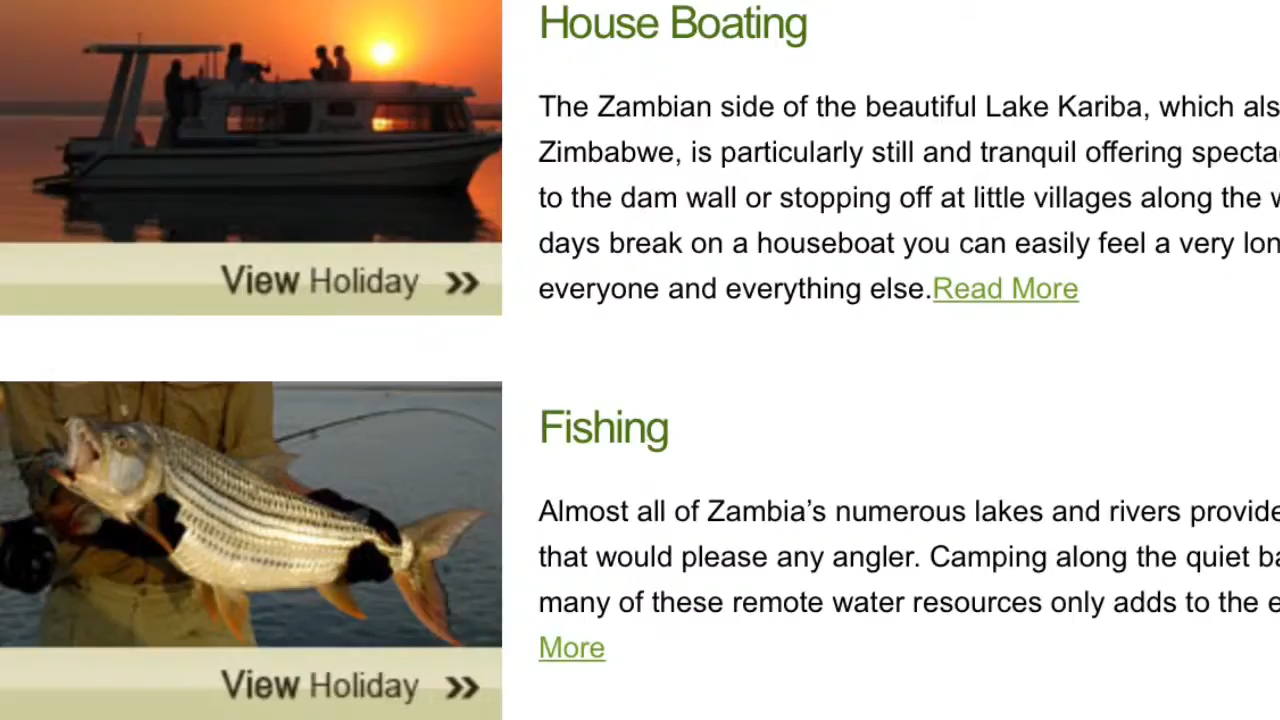 House Boating
The Zambian side of the beautiful Lake Kariba, which
Zimbabwe, is particularly still and tranquil offering
to the dam wall or stopping off at little villages along the
days break on a houseboat you can easily feel a very
everyone and everything else.Read More
View Holiday »
Fishing
Almost all of Zambia’s numerous lakes and rivers
that would please any angler. Camping along the quiet
many of these remote water resources only adds to the
More
View Holiday »